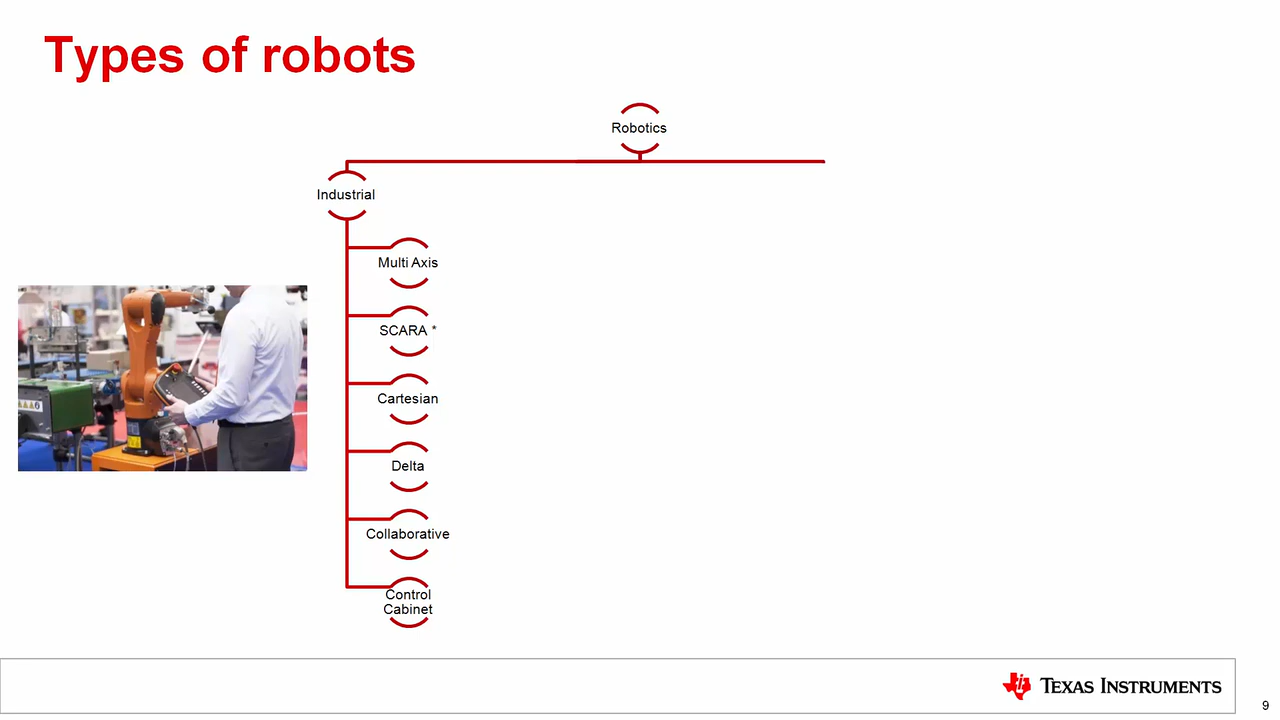 Types of robots
Robotics
Industrial
Multi Axis
SCARA *
Cartesian
Delta
Collaborative
Control
Cabinet
TEXAS INSTRUMENTS
9